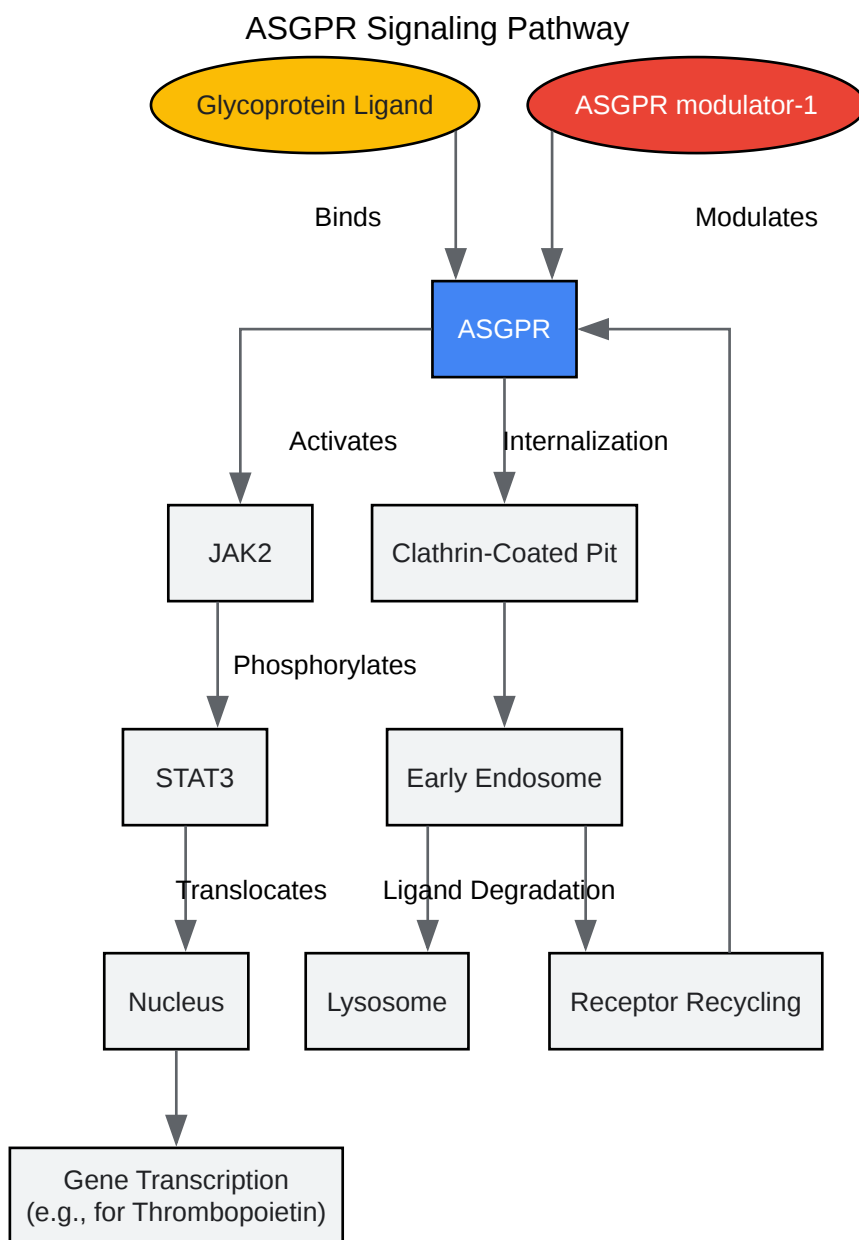 ASGPR Signaling Pathway
Glycoprotein Ligand
ASGPR modulator-1
Binds
Modulates
ASGPR
Activates
Internalization
JAK2
Clathrin-Coated Pit
Phosphorylates
STAT3
Early Endosome
Translocates
Ligand Degradation
Nucleus
Lysosome
Receptor Recycling
Gene Transcription
(e.g., for Thrombopoietin)